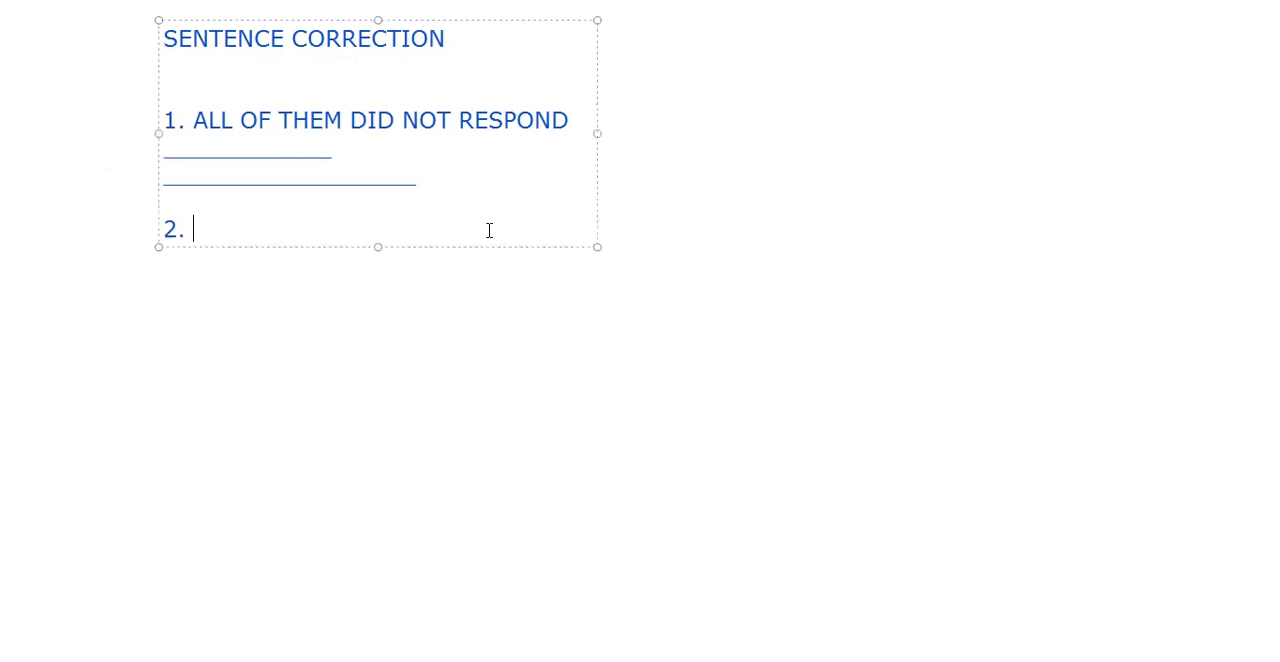 SENTENCE CORRECTION
1. ALL OF THEM DID NOT RESPOND
2.